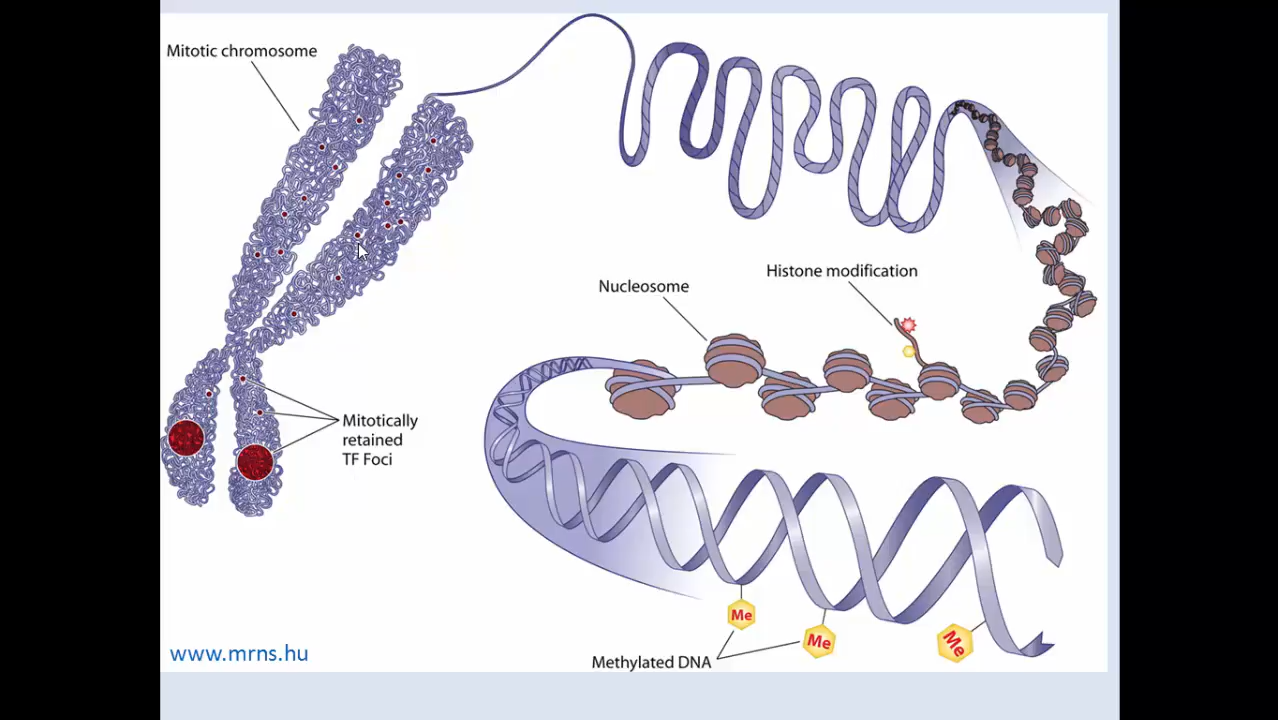 Mitotic chromosome
Histone modification
Nucleosome
Mitotically
retained
TF Foci
Me
Me
Me
Methylated DNA
www.mrns.hu